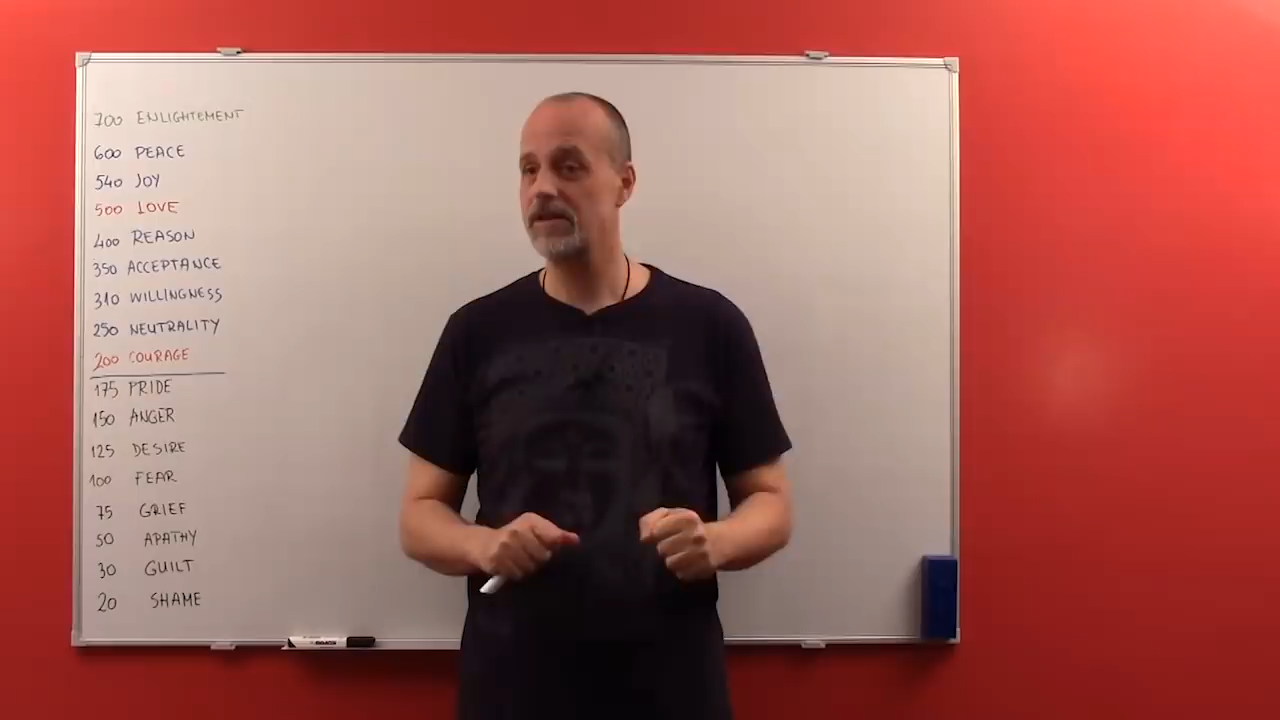 700 ENLIGHTEMENT
600 PEACE
540 JOY
500 LOVE
400 REASON
350 ACCEPTANCE
310 WILLINGNESS
250 NEUTRALITY
200 COURAGE
175 PRIDE
150 ANGER
125 DESIRE
100 FEAR
75 GRIEF
50 APATHY
30 GUILT
20 SHAME